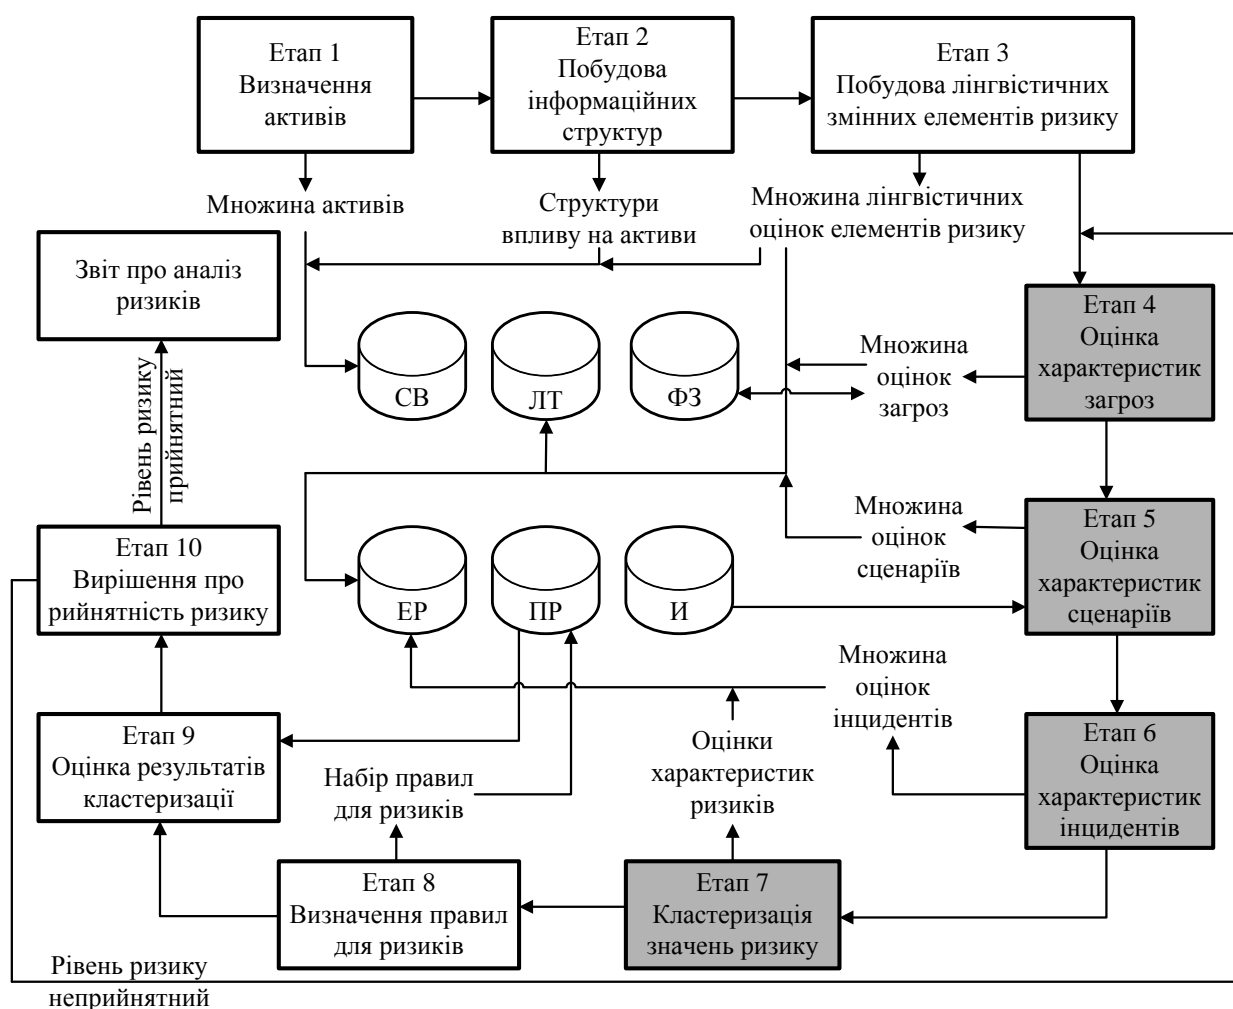 Етап 1
Визначення
активів
Етап 2
Побудова
інформаційних
структур
Етап 3
Побудова лінгвістичних
змінних елементів ризику
Множина активів
Структури
впливу на активи
Множина лінгвістичних
оцінок елементів ризику
Звіт про аналіз
ризиків
Етап 4
Оцінка
характеристик
загроз
Множина
оцінок
загроз
СВ
ЛТ
ФЗ
Рівень ризику
прийнятний
Множина
оцінок
сценаріїв
Етап 5
Оцінка
характеристик
сценаріїв
Етап 10
Вирішення про
рийнятність ризику
ЕР
ПР
И
Множина
оцінок
інцидентів
Етап 6
Оцінка
характеристик
інцидентів
Етап 9
Оцінка результатів
кластеризації
Набір правил
для ризиків
Оцінки
характеристик
ризиків
Етап 8
Визначення правил
для ризиків
Етап 7
Кластеризація
значень ризику
Рівень ризику
неприйнятний